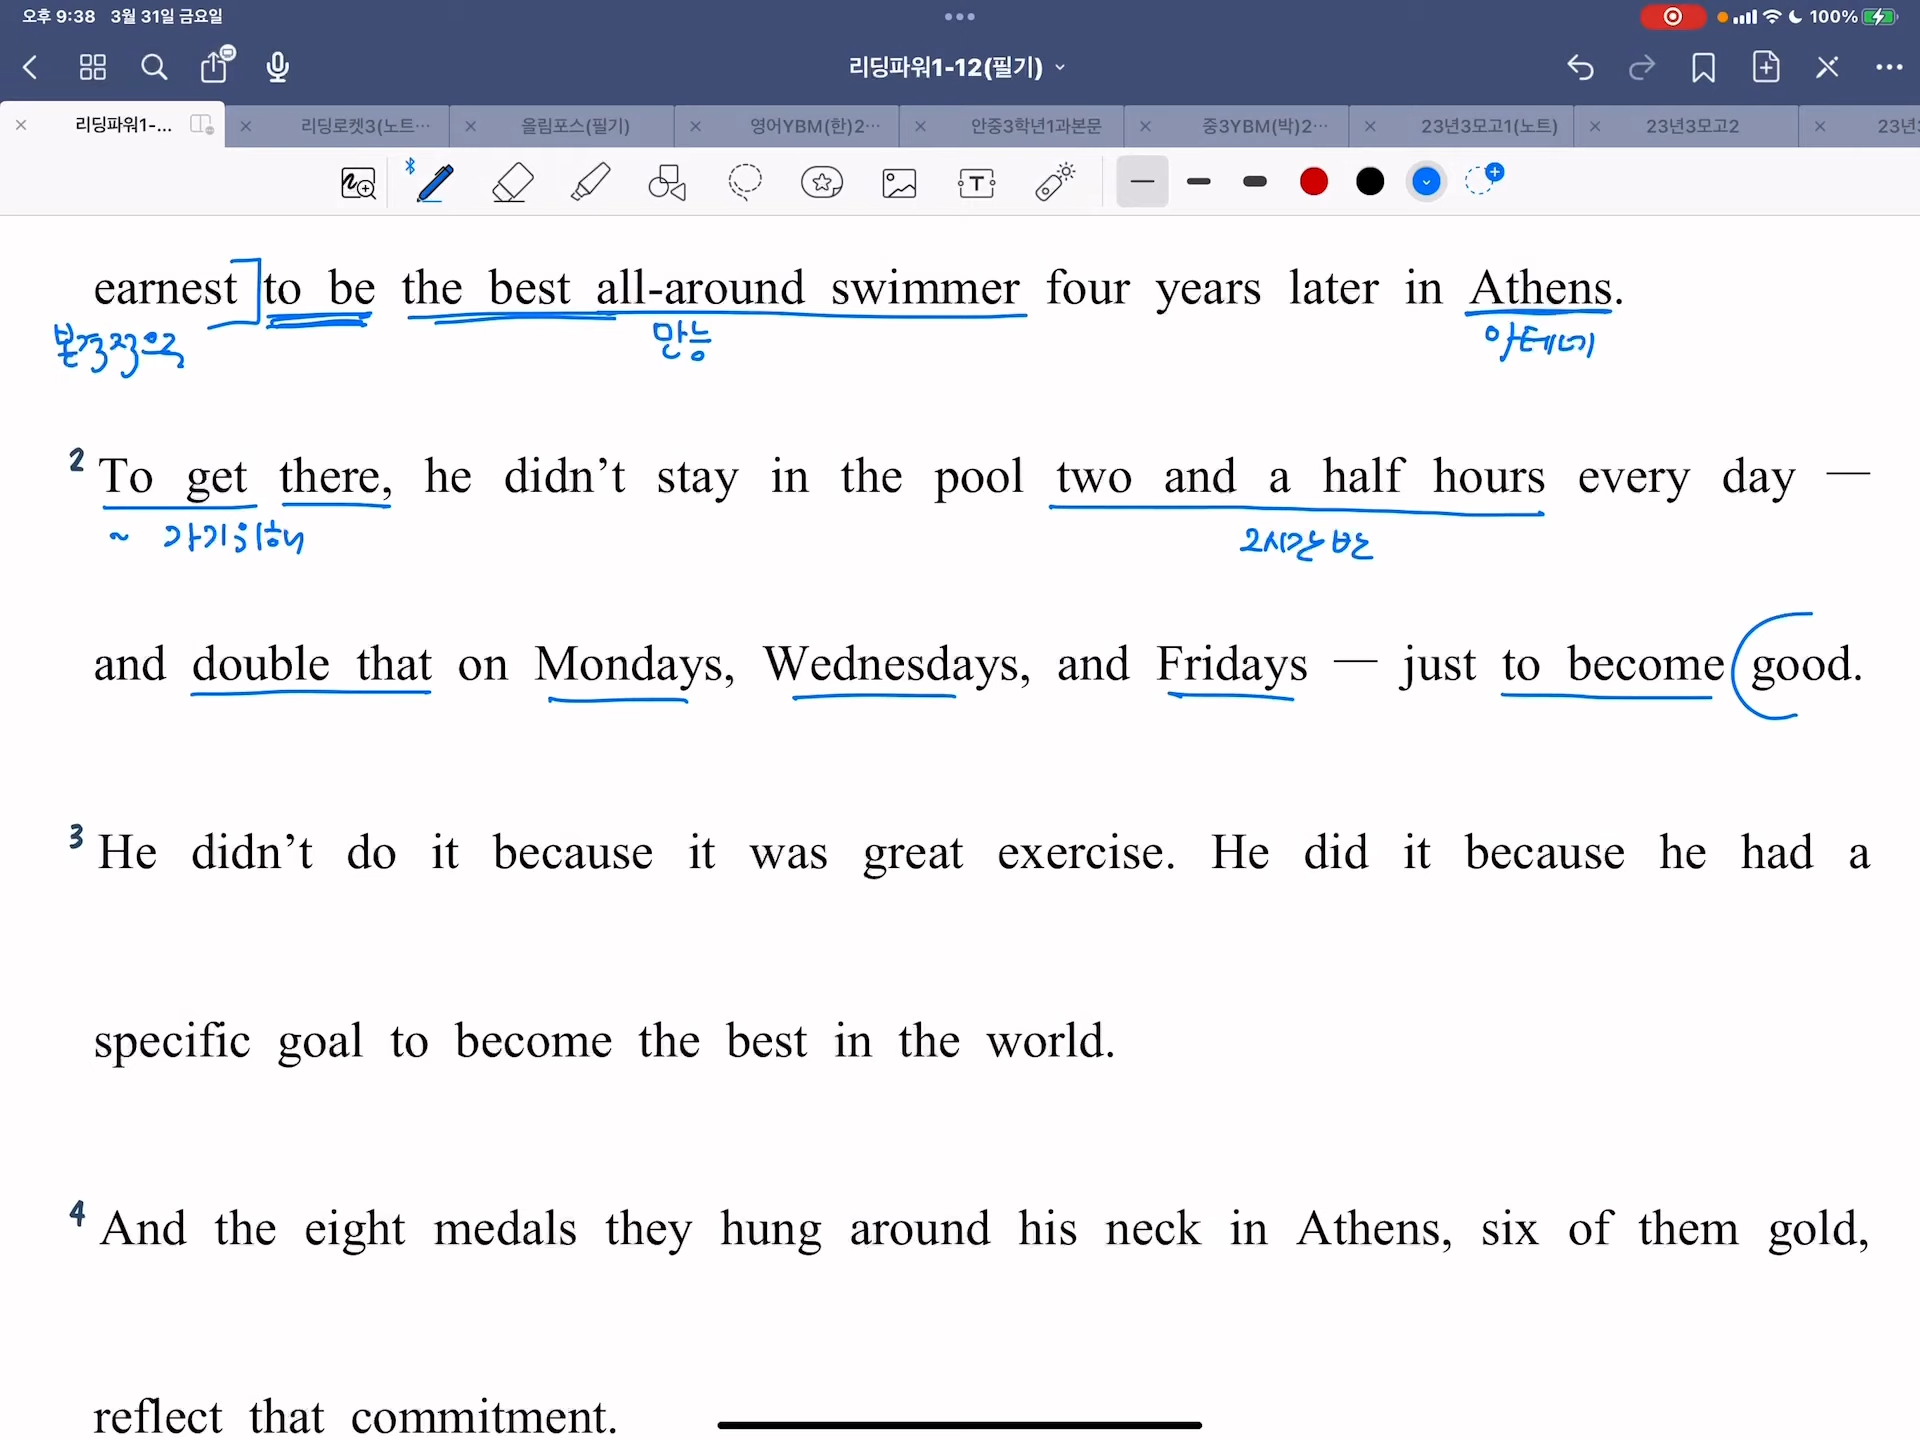 오후 9:38 3월 31일 금요일
100%
리딩파워1-12(필기)
리딩파워1-... 리딩로켓3(노트... 올림포스(필기) 영어YBM(한)2... 안중3학년1과본문 중3YBM(박)2... 23년3모고1(노트) 23년3모고2 23년
earnest to be the best all-around swimmer four years later in Athens.
본격적으로 만능 아테네
2 To get there, he didn't stay in the pool two and a half hours every day —
~ 가기위해 2시간 반
and double that on Mondays, Wednesdays, and Fridays — just to become good.
3 He didn't do it because it was great exercise. He did it because he had a
specific goal to become the best in the world.
4 And the eight medals they hung around his neck in Athens, six of them gold,
reflect that commitment.